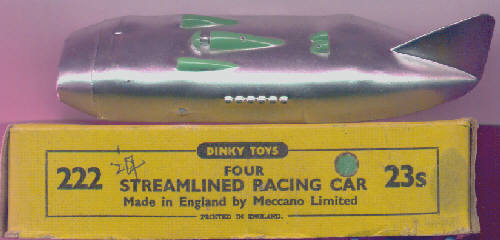 DINKY TOYS
FOUR
222 STREAMLINED RACING CAR 23s
Made in England by Meccano Limited
PRINTED IN ENGLAND.